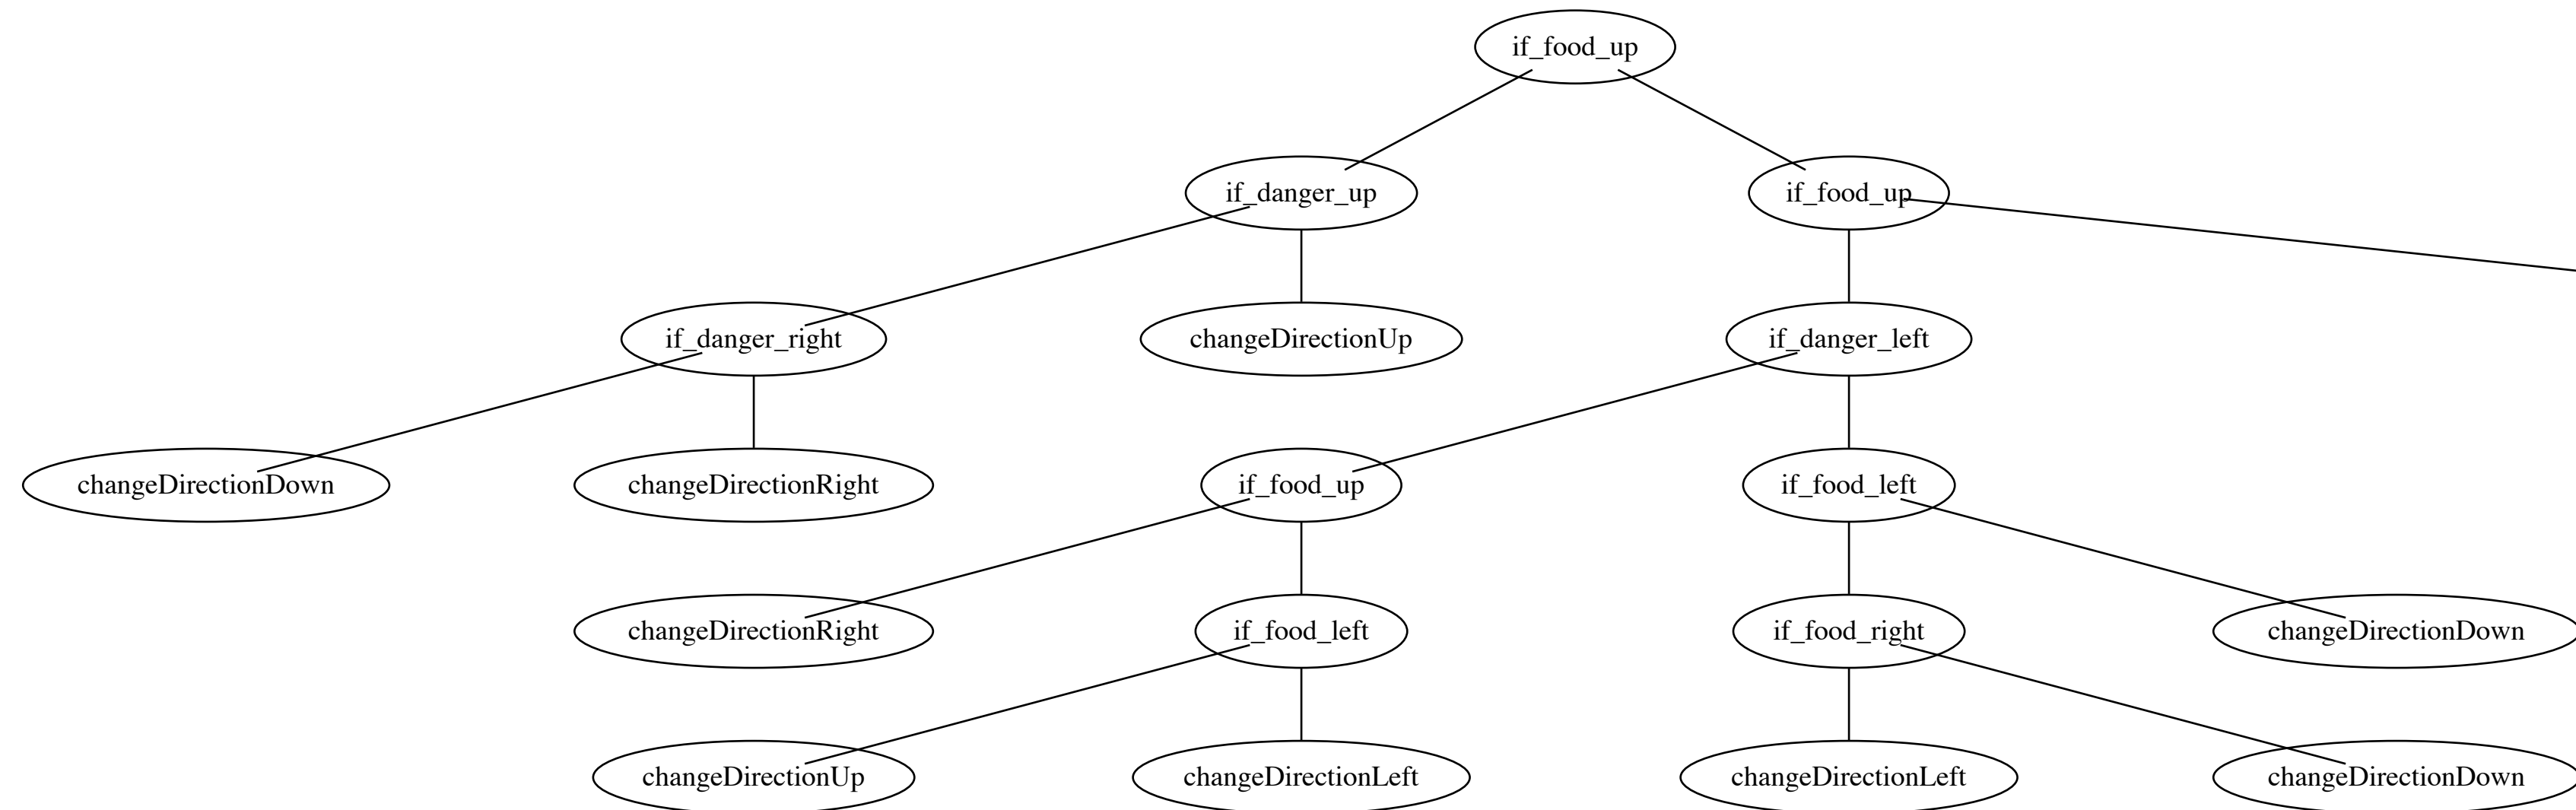 if_food_up
if_danger_up
if_food_up
if_danger_right
changeDirectionUp
if_danger_left
changeDirectionDown
changeDirectionRight
if_food_up
if_food_left
changeDirectionRight
if_food_left
if_food_right
changeDirectionDown
changeDirectionUp
changeDirectionLeft
changeDirectionLeft
changeDirectionDown